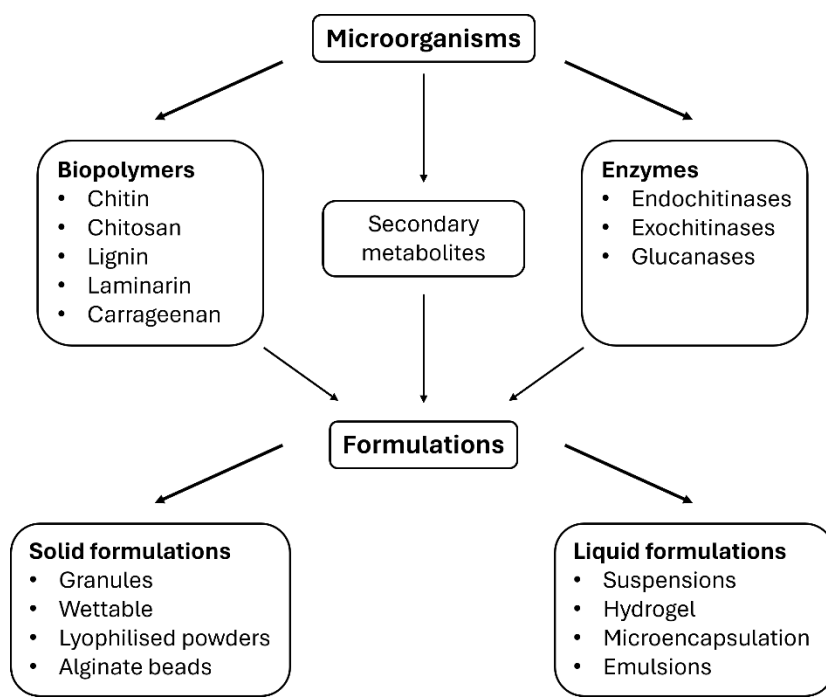 Microorganisms
Biopolymers
• Chitin
• Chitosan
• Lignin
• Laminarin
• Carrageenan
Secondary
metabolites
Enzymes
• Endochitinases
• Exochitinases
• Glucanases
Formulations
Solid formulations
• Granules
• Wettable
• Lyophilised powders
• Alginate beads
Liquid formulations
• Suspensions
• Hydrogel
• Microencapsulation
• Emulsions